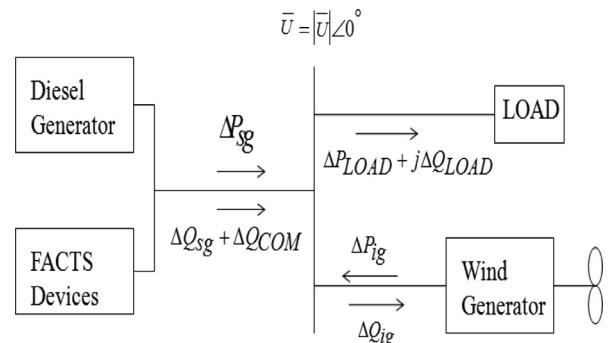 U̅ = |U̅|∠0°
Diesel
Generator
ΔP_sg
ΔQ_sg + ΔQ_COM
FACTS
Devices
LOAD
ΔP_LOAD + jΔQ_LOAD
ΔP_ig
Wind
Generator
ΔQ_ig